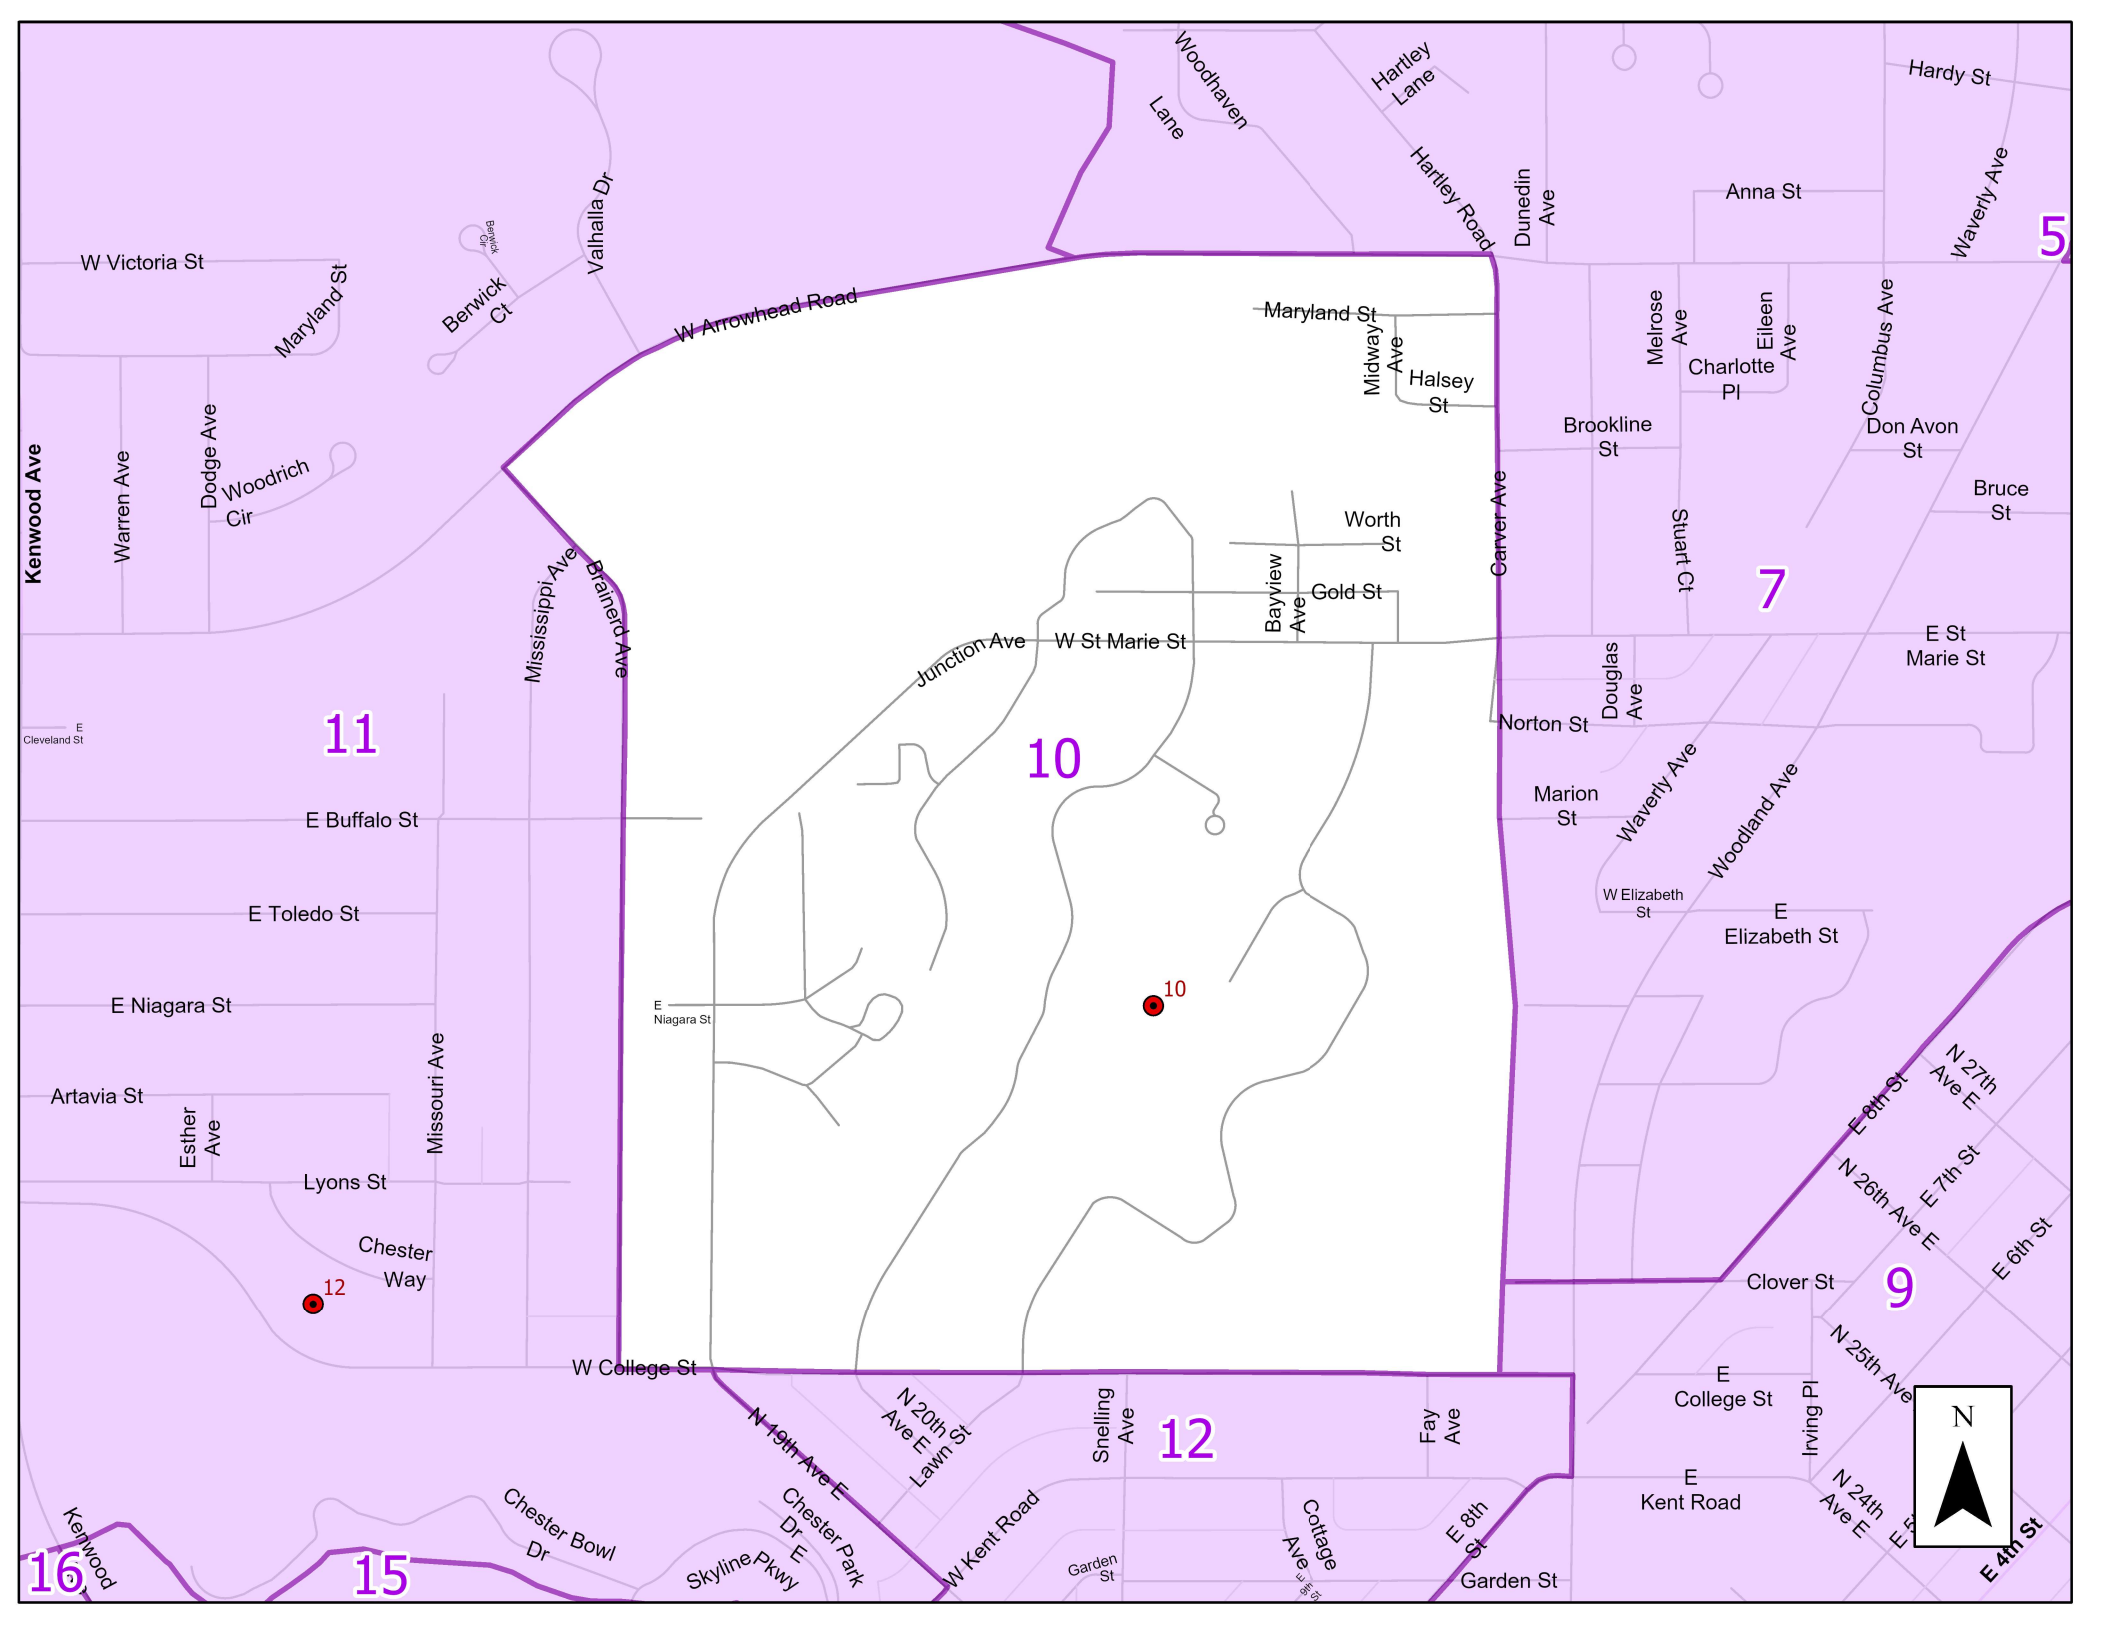 Woodhaven
Lane
Hartley
Lane
Hardy St
Hartley Road
Dunedin
Ave
Anna St
Waverly Ave
5
W Victoria St
Maryland St
Berwick
Cir
Berwick
Ct
Valhalla Dr
W Arrowhead Road
Maryland St
Midway
Ave
Halsey
St
Melrose
Ave
Eileen
Ave
Charlotte
Pl
Columbus Ave
Kenwood Ave
Warren Ave
Dodge Ave
Woodrich
Cir
Brookline
St
Don Avon
St
Bruce
St
Carver Ave
Worth
St
Stuart Ct
7
Mississippi Ave
Brainerd Ave
Bayview
Ave
Gold St
Junction Ave
W St Marie St
E St
Marie St
Douglas
Ave
Norton St
E
Cleveland St
11
10
Waverly Ave
Woodland Ave
Marion
St
E Buffalo St
W Elizabeth
St
E
Elizabeth St
E Toledo St
E Niagara St
E
Niagara St
10
Missouri Ave
Artavia St
Esther
Ave
N 27th
Ave E
E 8th St
E 7th St
N 26th Ave E
E 6th St
Lyons St
Chester
Way
12
Clover St
9
N 25th Ave
W College St
N 20th
Ave E
Lawn St
Snelling
Ave
12
Fay
Ave
E
College St
Irving Pl
N
N 19th Ave E
W Kent Road
E
Kent Road
N 24th
Ave E
E 4th St
Chester Bowl
Dr
Chester Park
Dr E
Skyline Pkwy
Cottage
Ave
E 9th St
E 8th
St
Garden
St
Garden St
Kenwood
16
15